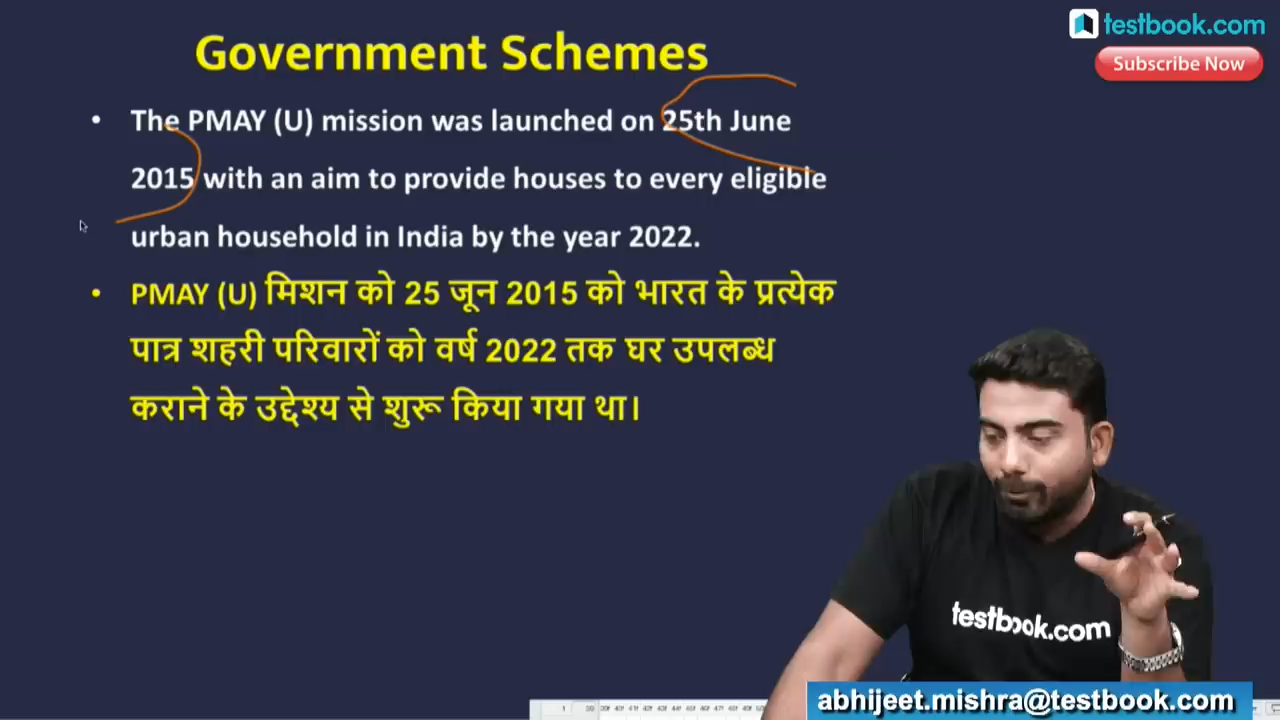 testbook.com
Subscribe Now
Government Schemes
• The PMAY (U) mission was launched on 25th June
2015 with an aim to provide houses to every eligible
urban household in India by the year 2022.
• PMAY (U) मिशन को 25 जून 2015 को भारत के प्रत्येक
पात्र शहरी परिवारों को वर्ष 2022 तक घर उपलब्ध
कराने के उद्देश्य से शुरू किया गया था।
testbook.com
abhijeet.mishra@testbook.com